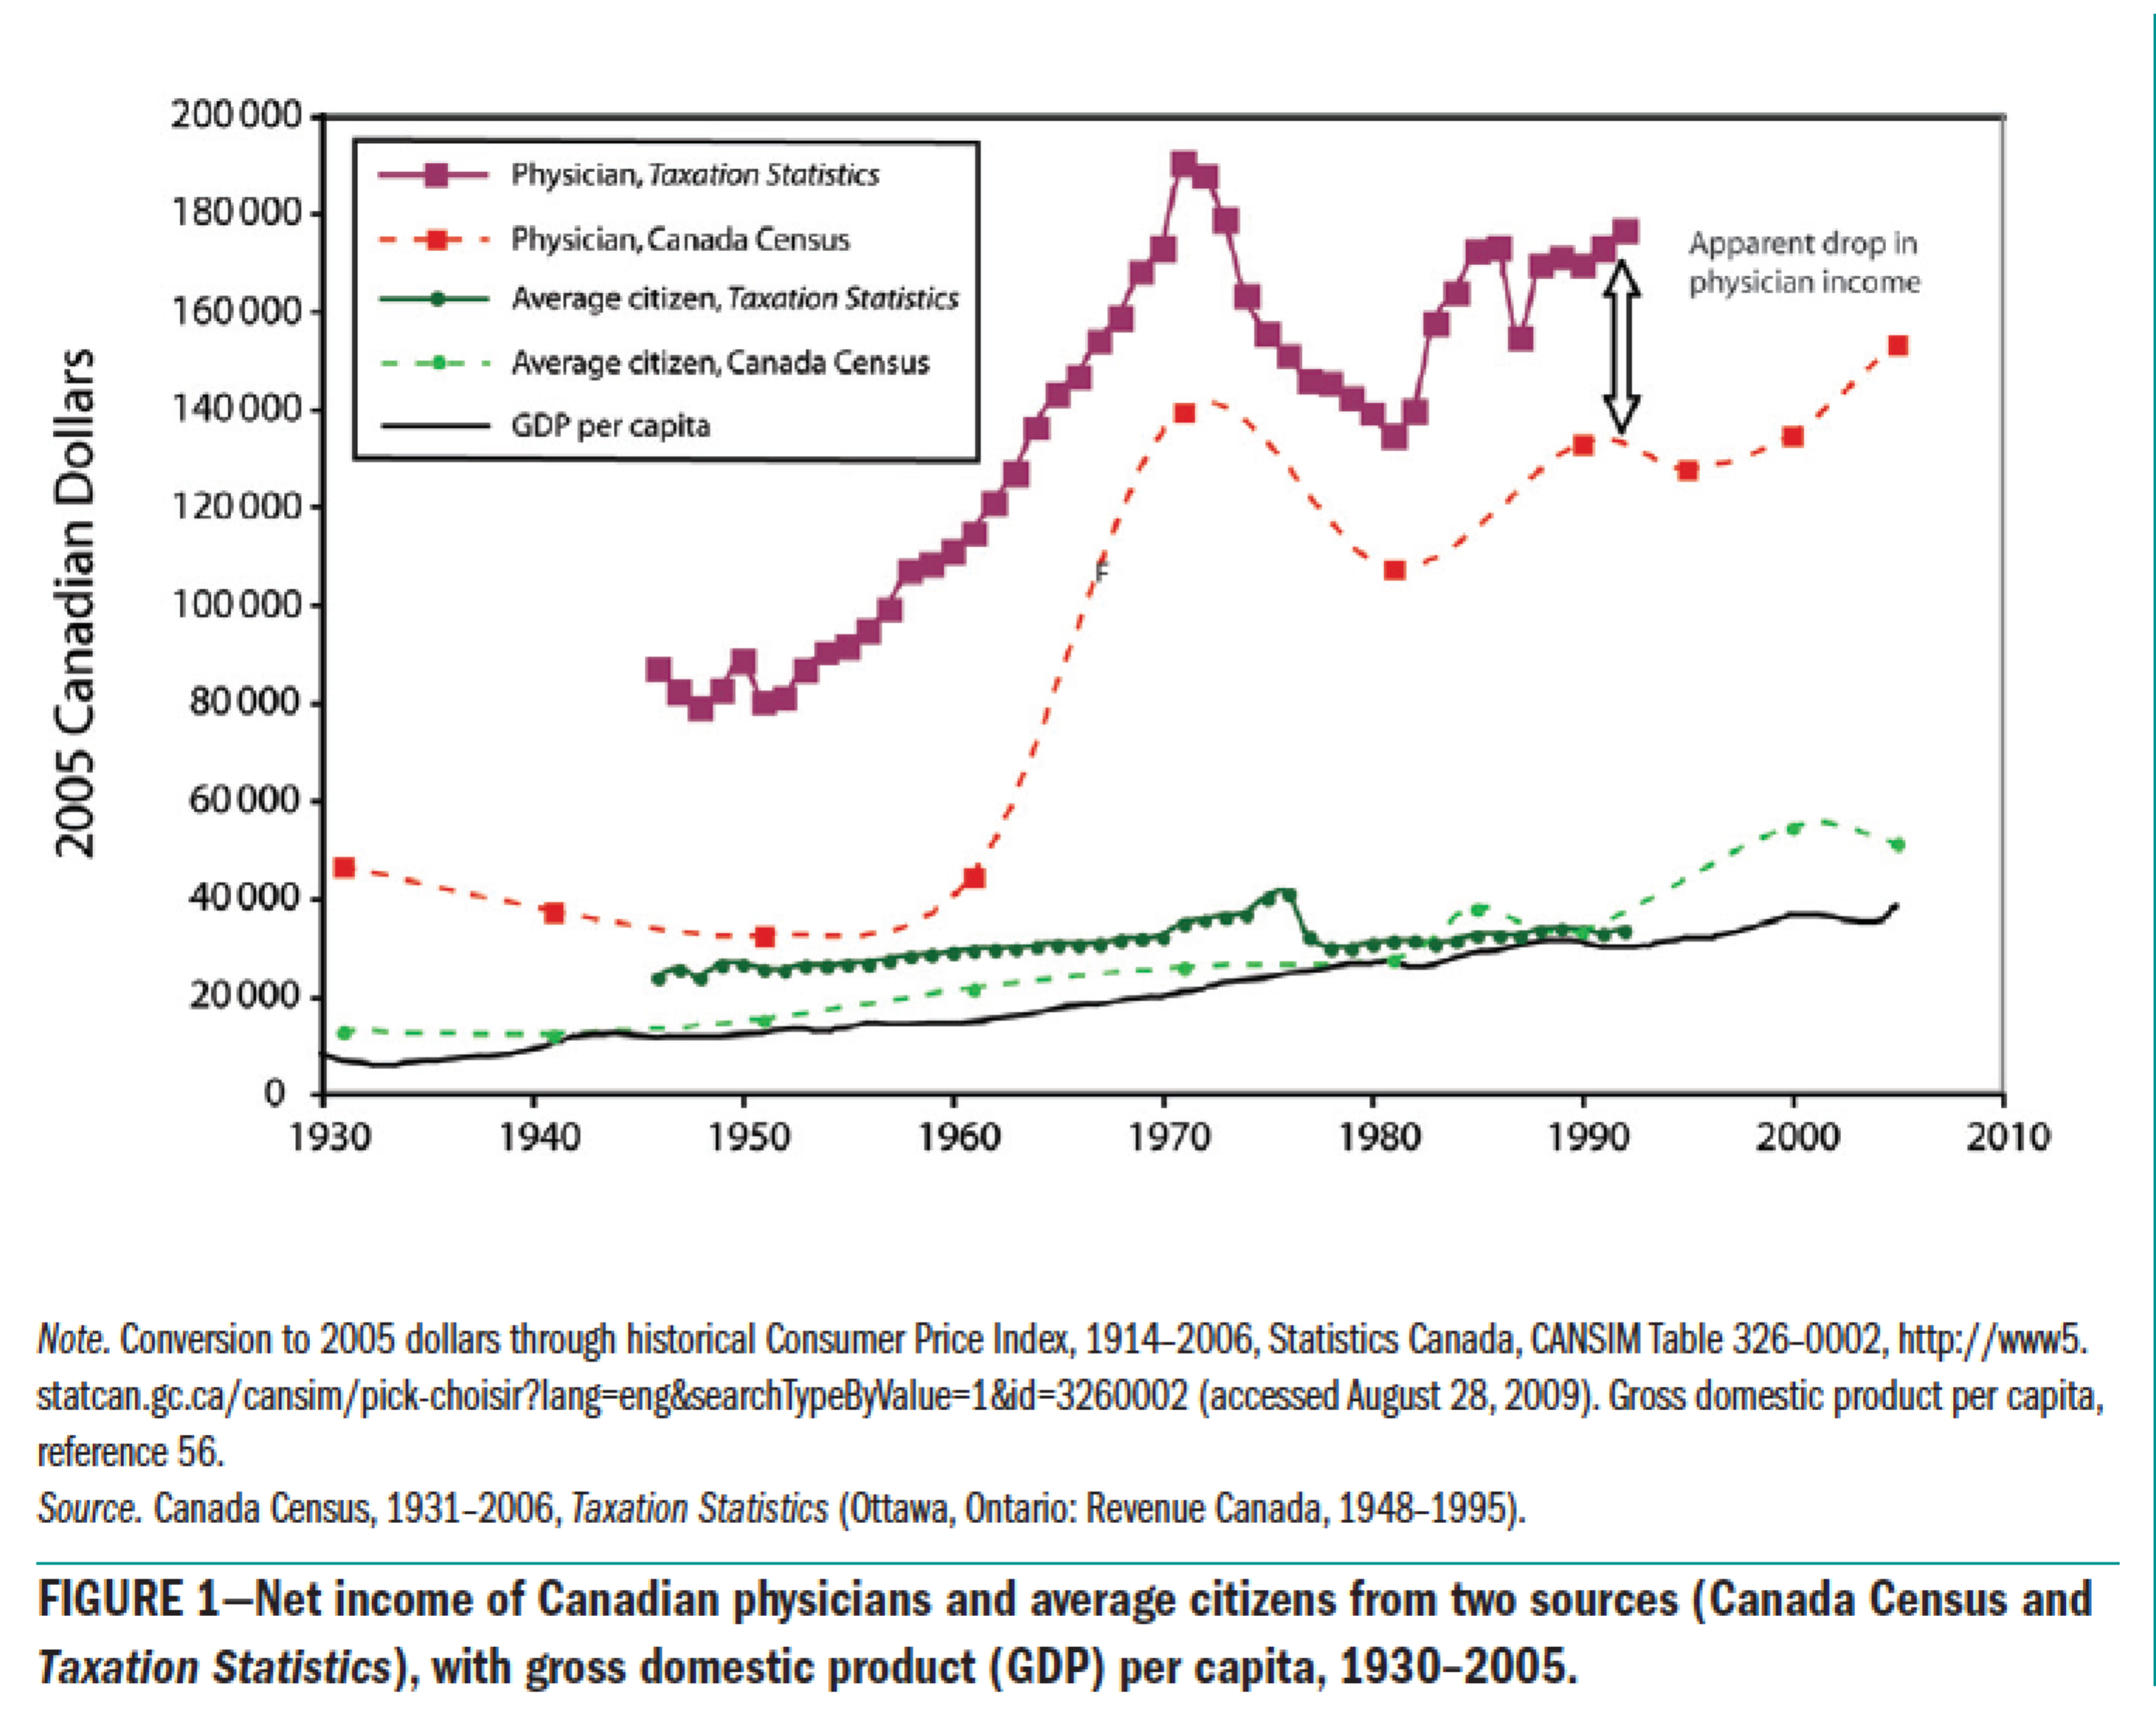 200 000
180 000
160 000
140 000
120 000
100 000
80 000
60 000
40 000
20 000
0
2005 Canadian Dollars
Physician, Taxation Statistics
Physician, Canada Census
Average citizen, Taxation Statistics
Average citizen, Canada Census
GDP per capita
Apparent drop in
physician income
F
1930 1940 1950 1960 1970 1980 1990 2000 2010
Note. Conversion to 2005 dollars through historical Consumer Price Index, 1914–2006, Statistics Canada, CANSIM Table 326–0002, http://www5.
statcan.gc.ca/cansim/pick-choisir?lang=eng&searchTypeByValue=1&id=3260002 (accessed August 28, 2009). Gross domestic product per capita,
reference 56.
Source. Canada Census, 1931–2006, Taxation Statistics (Ottawa, Ontario: Revenue Canada, 1948–1995).
FIGURE 1—Net income of Canadian physicians and average citizens from two sources (Canada Census and
Taxation Statistics), with gross domestic product (GDP) per capita, 1930–2005.